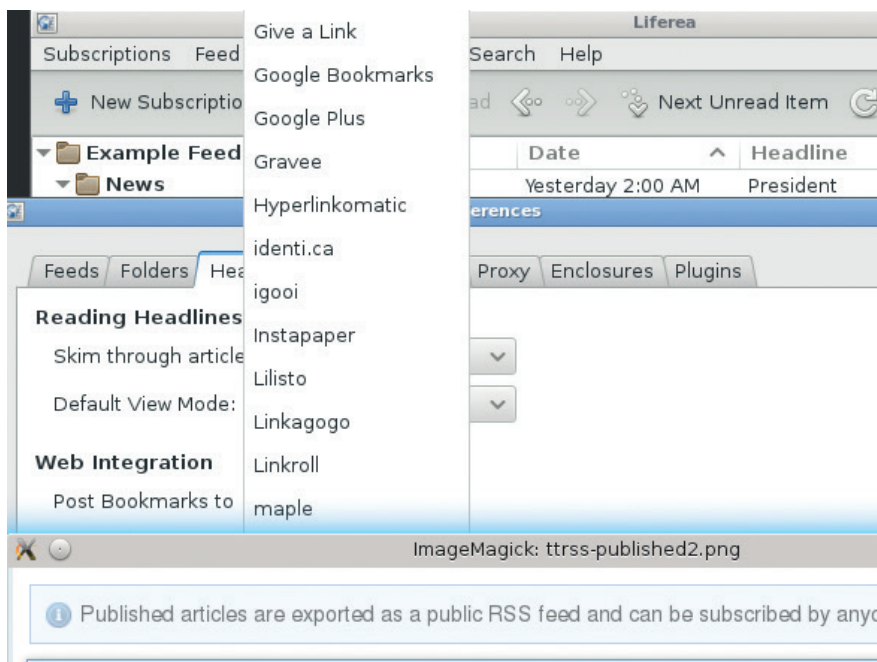 Liferea
Subscriptions Feed Search Help
New Subscriptio ad Next Unread Item
Example Feed Date Headline
News Yesterday 2:00 AM President
erences
Feeds Folders Hea Proxy Enclosures Plugins
Reading Headlines
Skim through article
Default View Mode:
Web Integration
Post Bookmarks to
Give a Link
Google Bookmarks
Google Plus
Gravee
Hyperlinkomatic
identi.ca
igooi
Instapaper
Lilisto
Linkagogo
Linkroll
maple
ImageMagick: ttrss-published2.png
Published articles are exported as a public RSS feed and can be subscribed by anyo